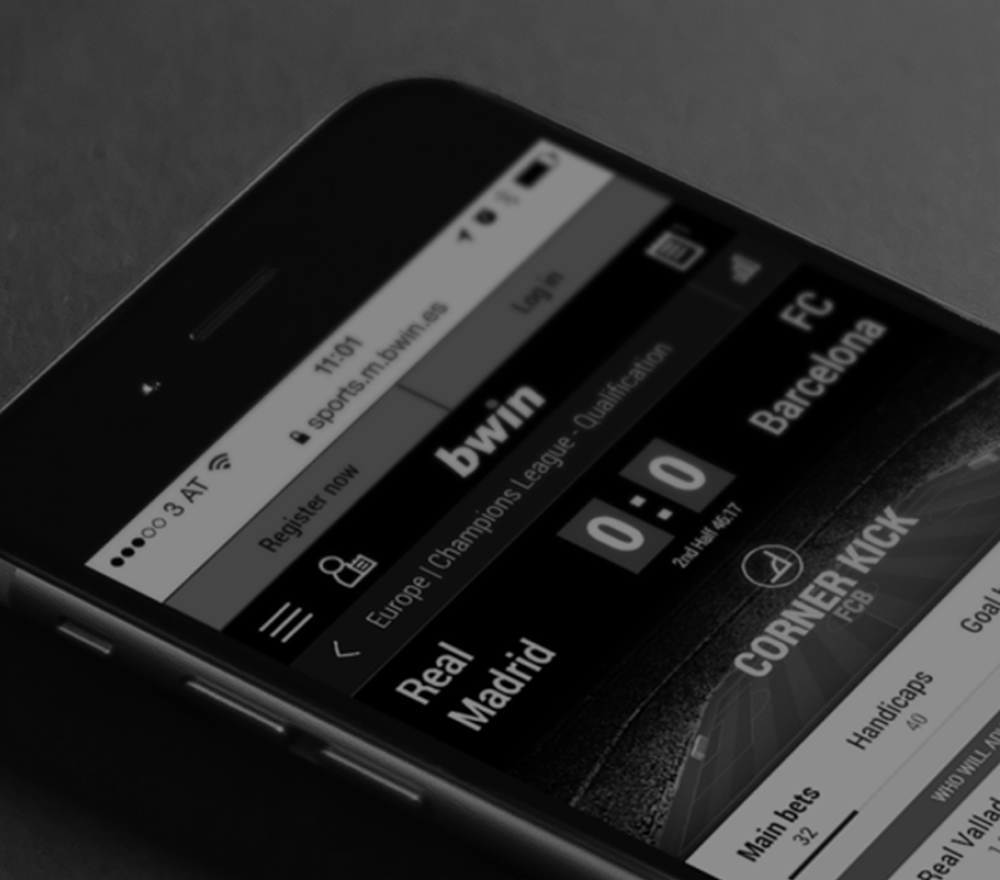 ●●●○○ 3 AT
11:01
sports.m.bwin.es
Register now
Log in
bwin
< Europe | Champions League - Qualification
Real
Madrid
0 : 0
2nd Half 46:17
FC
Barcelona
CORNER KICK
FCB
Main bets
32
Handicaps
40
Goal
WHO WILL
Real Vallad